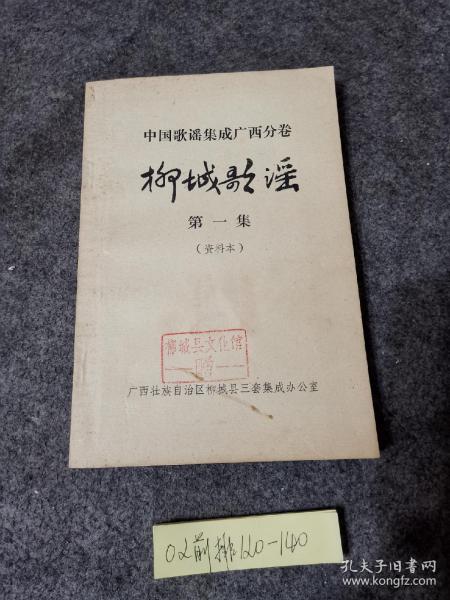 中国歌谣集成广西分卷
柳城歌谣
第一集
（资料本）
柳城县文化馆
赠
广西壮族自治区柳城县三套集成办公室
02前排120-140
孔夫子旧书网
www.kongfz.com